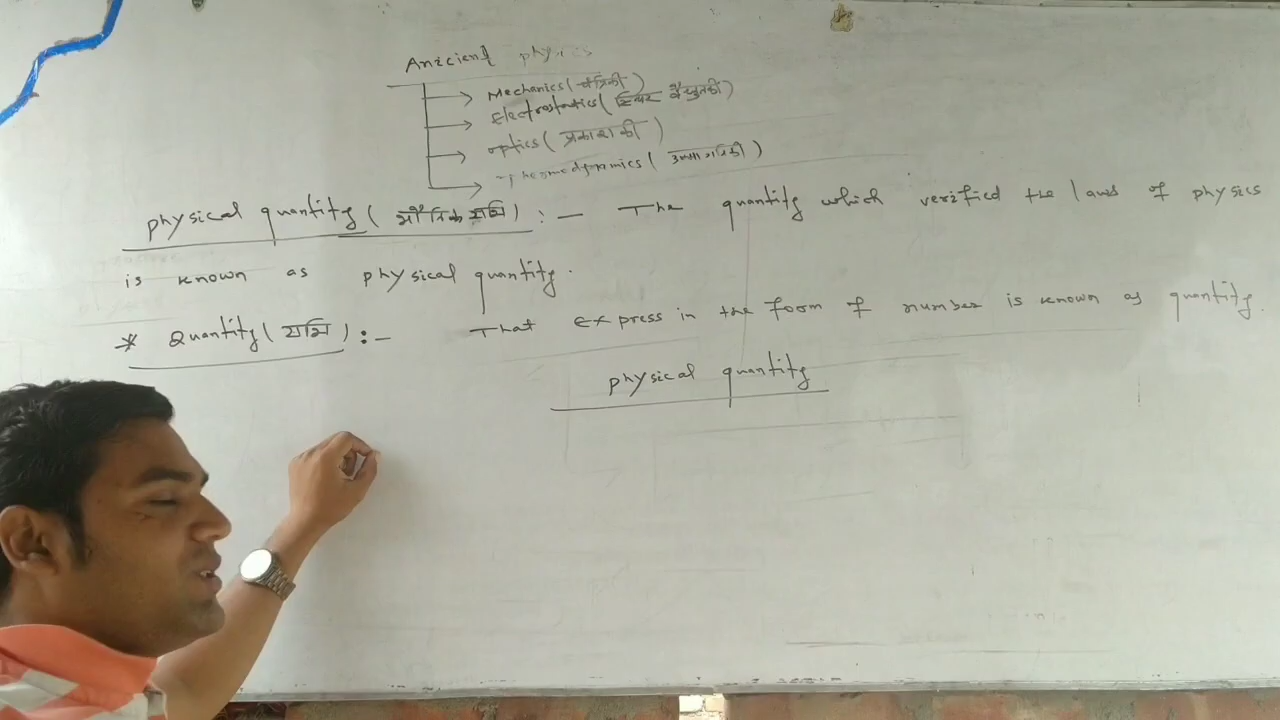 Anicient physics
Mechanics (यांत्रिकी)
Electrostatics (स्थिर वैधुतकी)
optics (प्रकाशकी)
Thermodynamics (उष्मागतिकी)
physical quantity (भौतिक राशि) : — The quantity which verified the laws of physics
is known as physical quantity.
* Quantity (राशि) :- That express in the form of number is known as quantity.
physical quantity